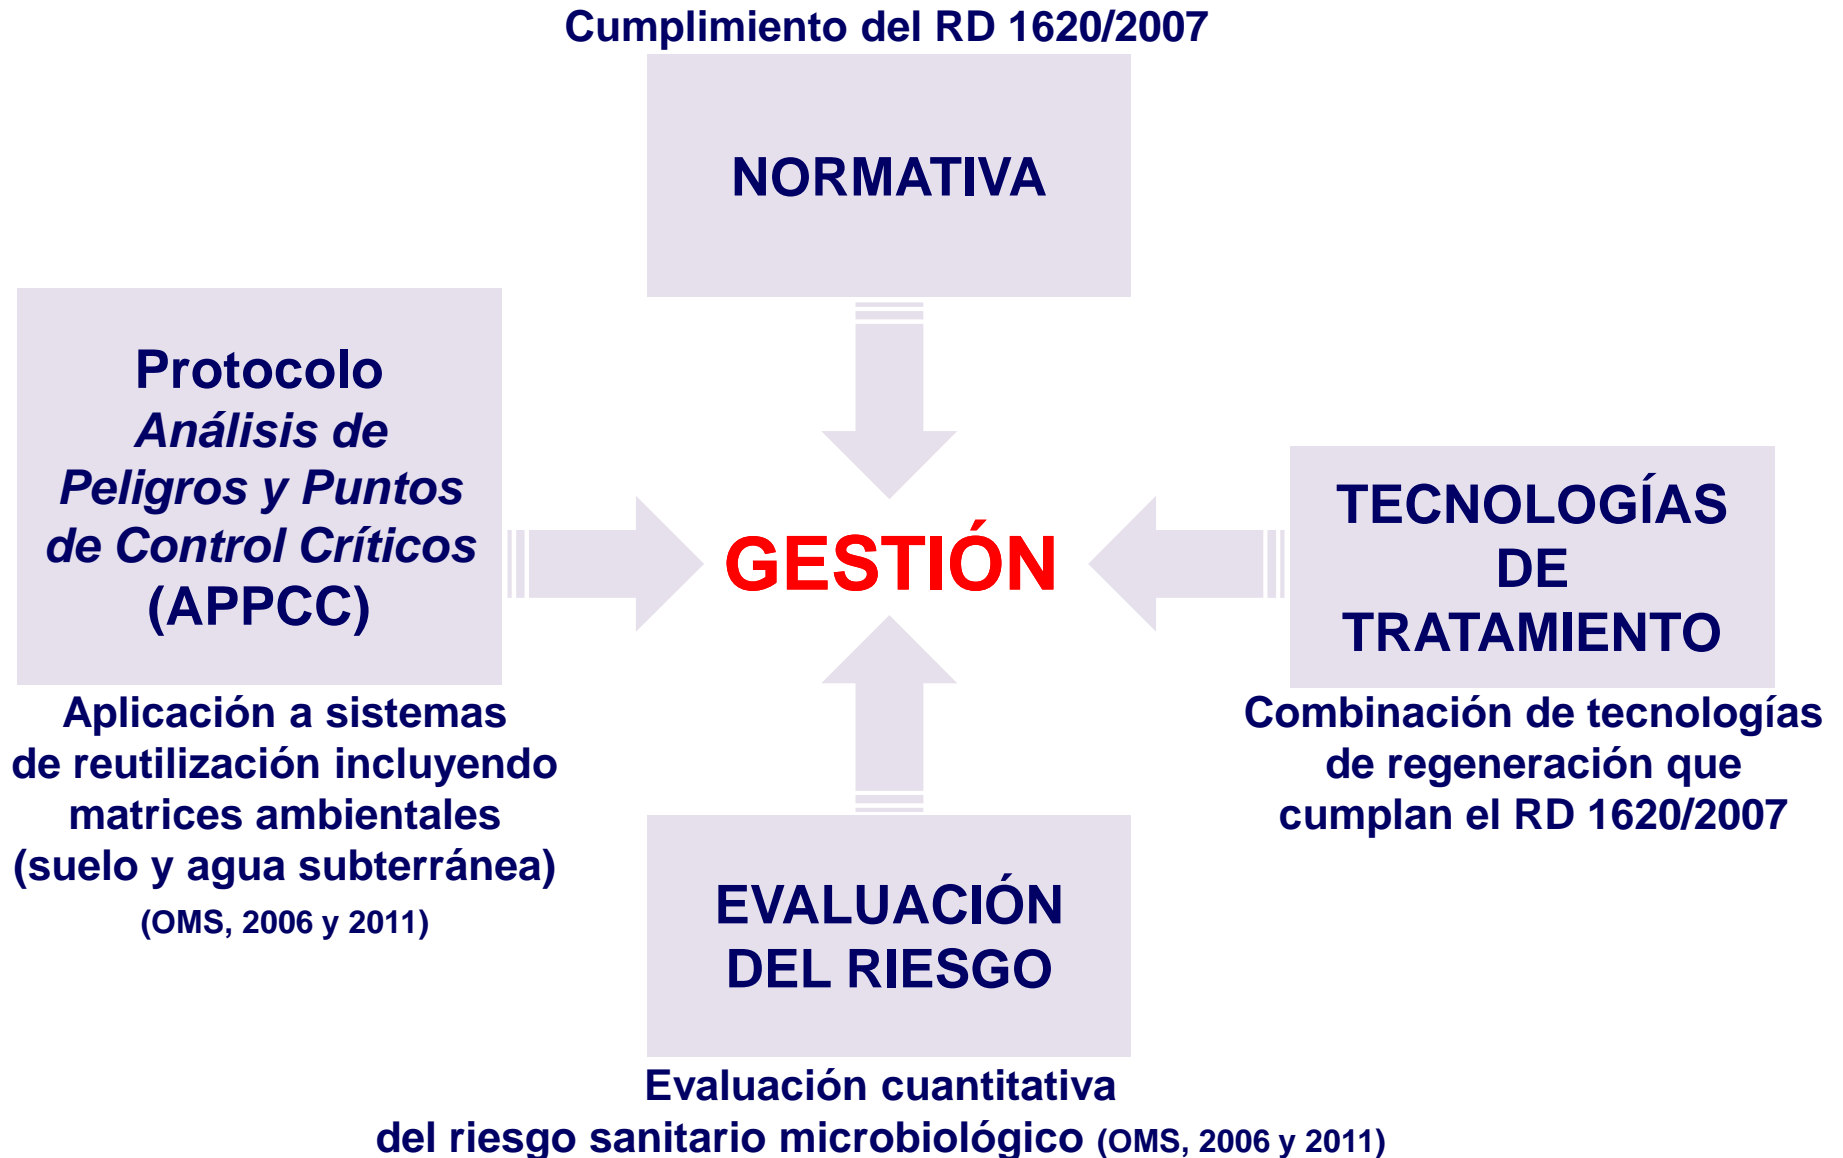 Cumplimiento del RD 1620/2007
NORMATIVA
Protocolo
Análisis de
Peligros y Puntos
de Control Críticos
(APPCC)
Aplicación a sistemas
de reutilización incluyendo
matrices ambientales
(suelo y agua subterránea)
(OMS, 2006 y 2011)
GESTIÓN
TECNOLOGÍAS
DE
TRATAMIENTO
Combinación de tecnologías
de regeneración que
cumplan el RD 1620/2007
EVALUACIÓN
DEL RIESGO
Evaluación cuantitativa
del riesgo sanitario microbiológico (OMS, 2006 y 2011)